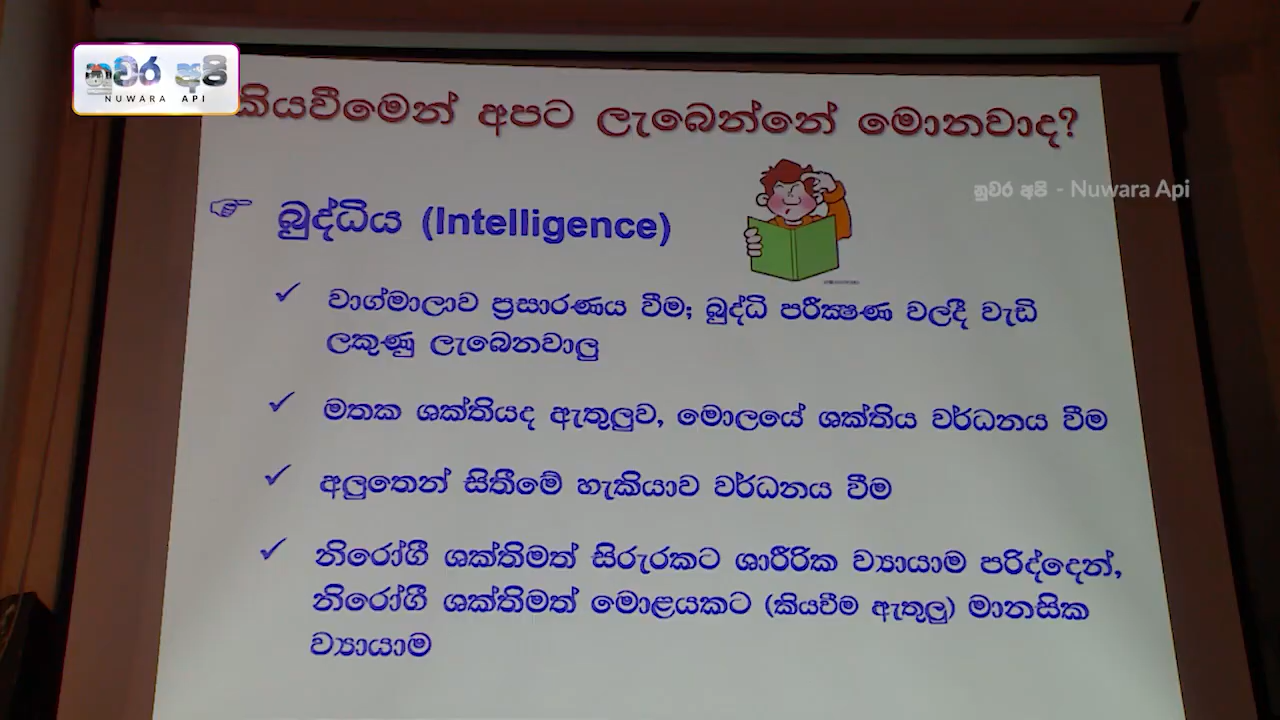 නුවර අපි
NUWARA API
කියවීමෙන් අපට ලැබෙන්නේ මොනවාද?
නුවර අපි - Nuwara Api
බුද්ධිය (Intelligence)
වාග්මාලාව ප්‍රසාරණය වීම; බුද්ධි පරීක්‍ෂණ වලදී වැඩි
ලකුණු ලැබෙනවාලු
මතක ශක්තියද ඇතුලුව, මොලයේ ශක්තිය වර්ධනය වීම
අලුතෙන් සිතීමේ හැකියාව වර්ධනය වීම
නිරෝගී ශක්තිමත් සිරුරකට ශාරීරික ව්‍යායාම පරිද්දෙන්,
නිරෝගී ශක්තිමත් මොළයකට (කියවීම ඇතුලු) මානසික
ව්‍යායාම